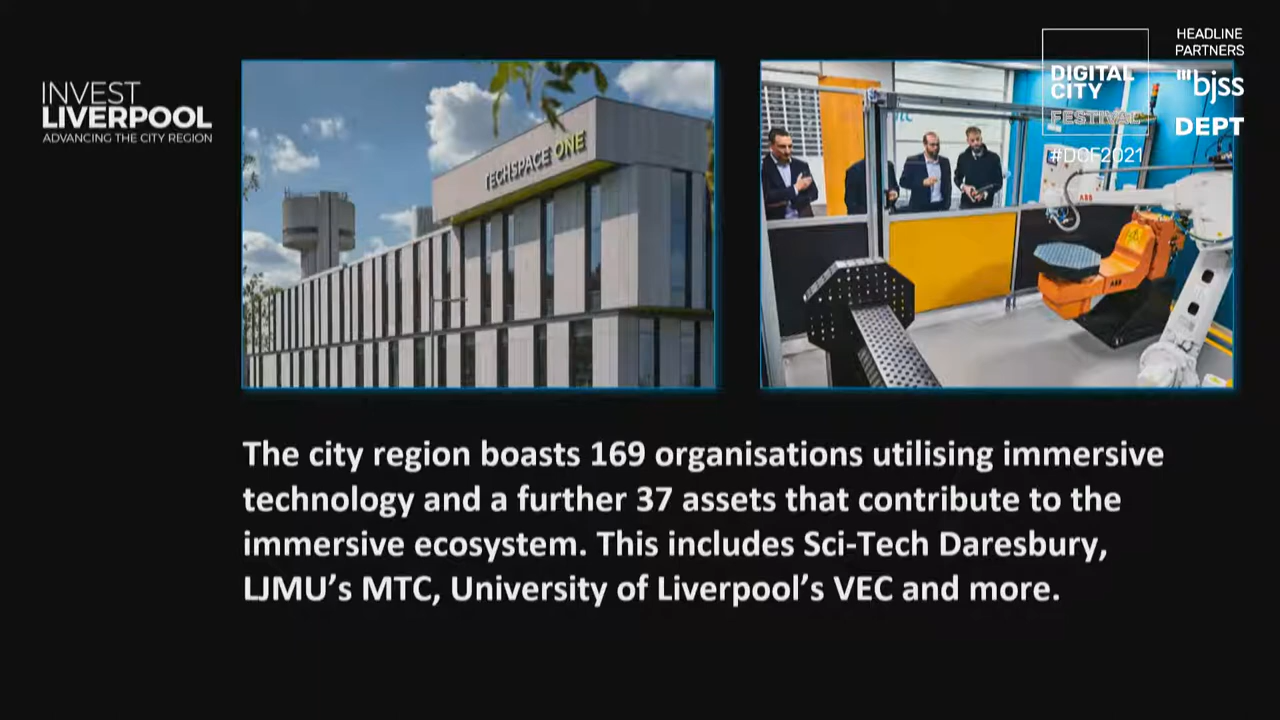 INVEST
LIVERPOOL
ADVANCING THE CITY REGION
TECHSPACE ONE
DIGITAL
CITY
FESTIVAL
#DCF2021
HEADLINE
PARTNERS
bjss
DEPT
ABB
ABB
The city region boasts 169 organisations utilising immersive
technology and a further 37 assets that contribute to the
immersive ecosystem. This includes Sci-Tech Daresbury,
LJMU’s MTC, University of Liverpool’s VEC and more.